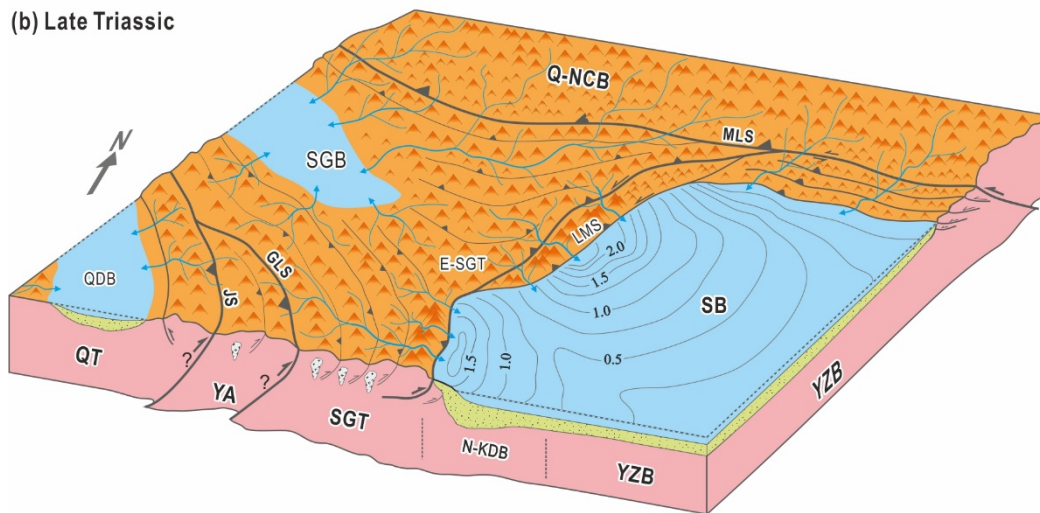 (b) Late Triassic
N
Q-NCB
MLS
SGB
LMS
2.0
E-SGT
1.5
QDB
GLS
JS
1.0
SB
0.5
1.5
1.0
QT
?
YA
?
SGT
N-KDB
YZB
YZB